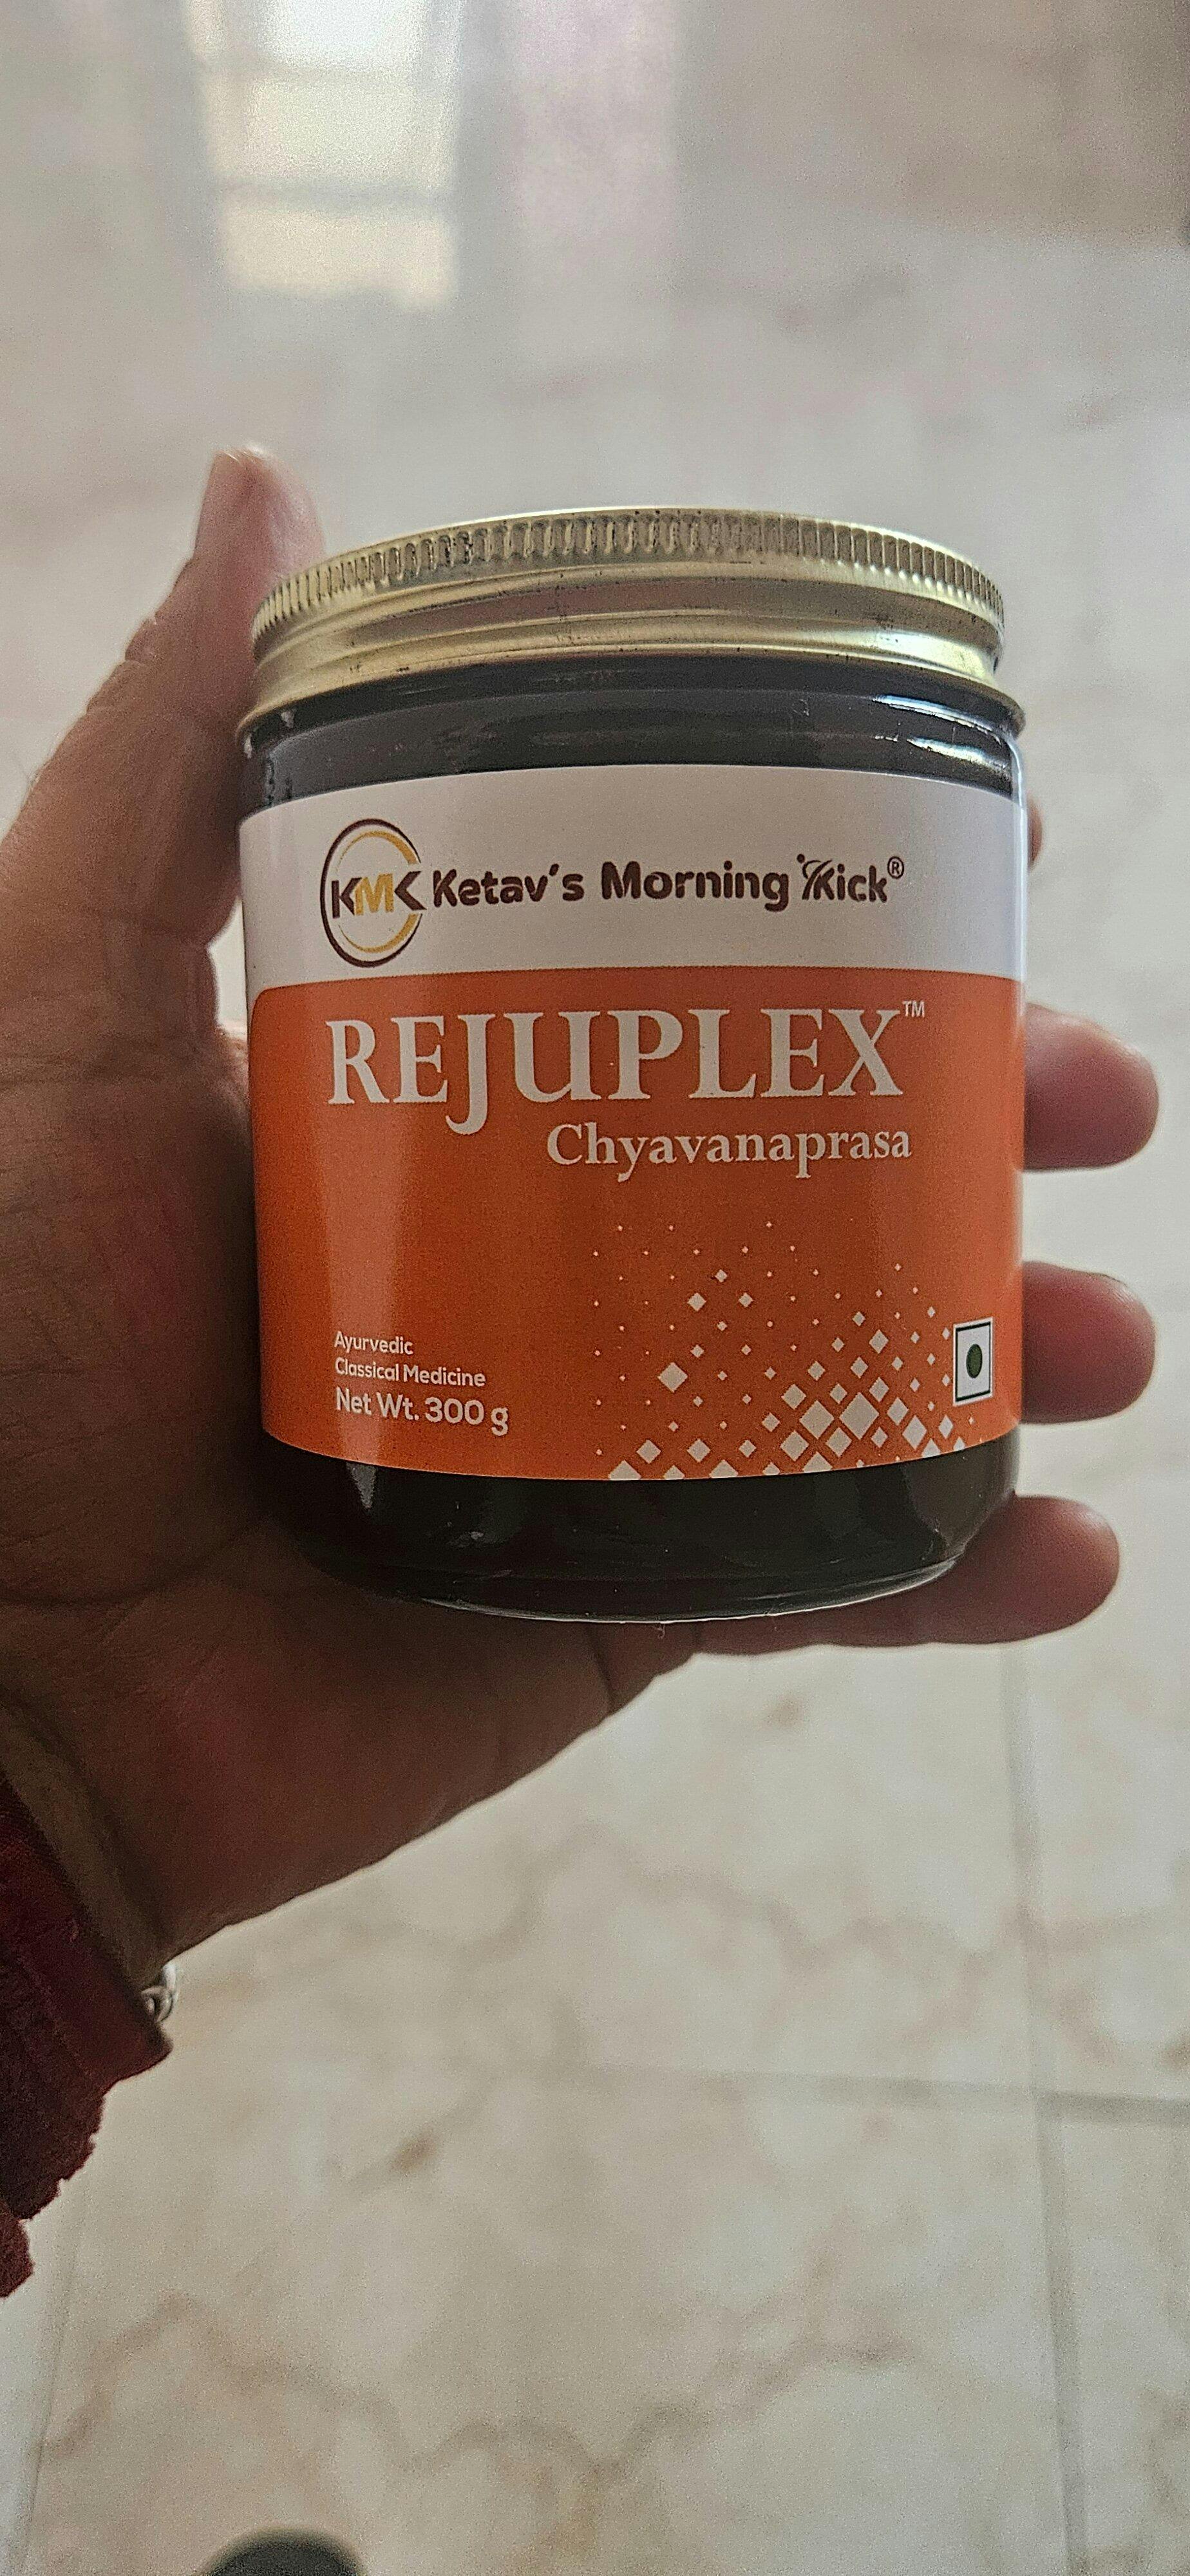 KMK Ketav's Morning Kick®
REJUPLEX™
Chyavanaprasa
Ayurvedic
Classical Medicine
Net Wt. 300 g